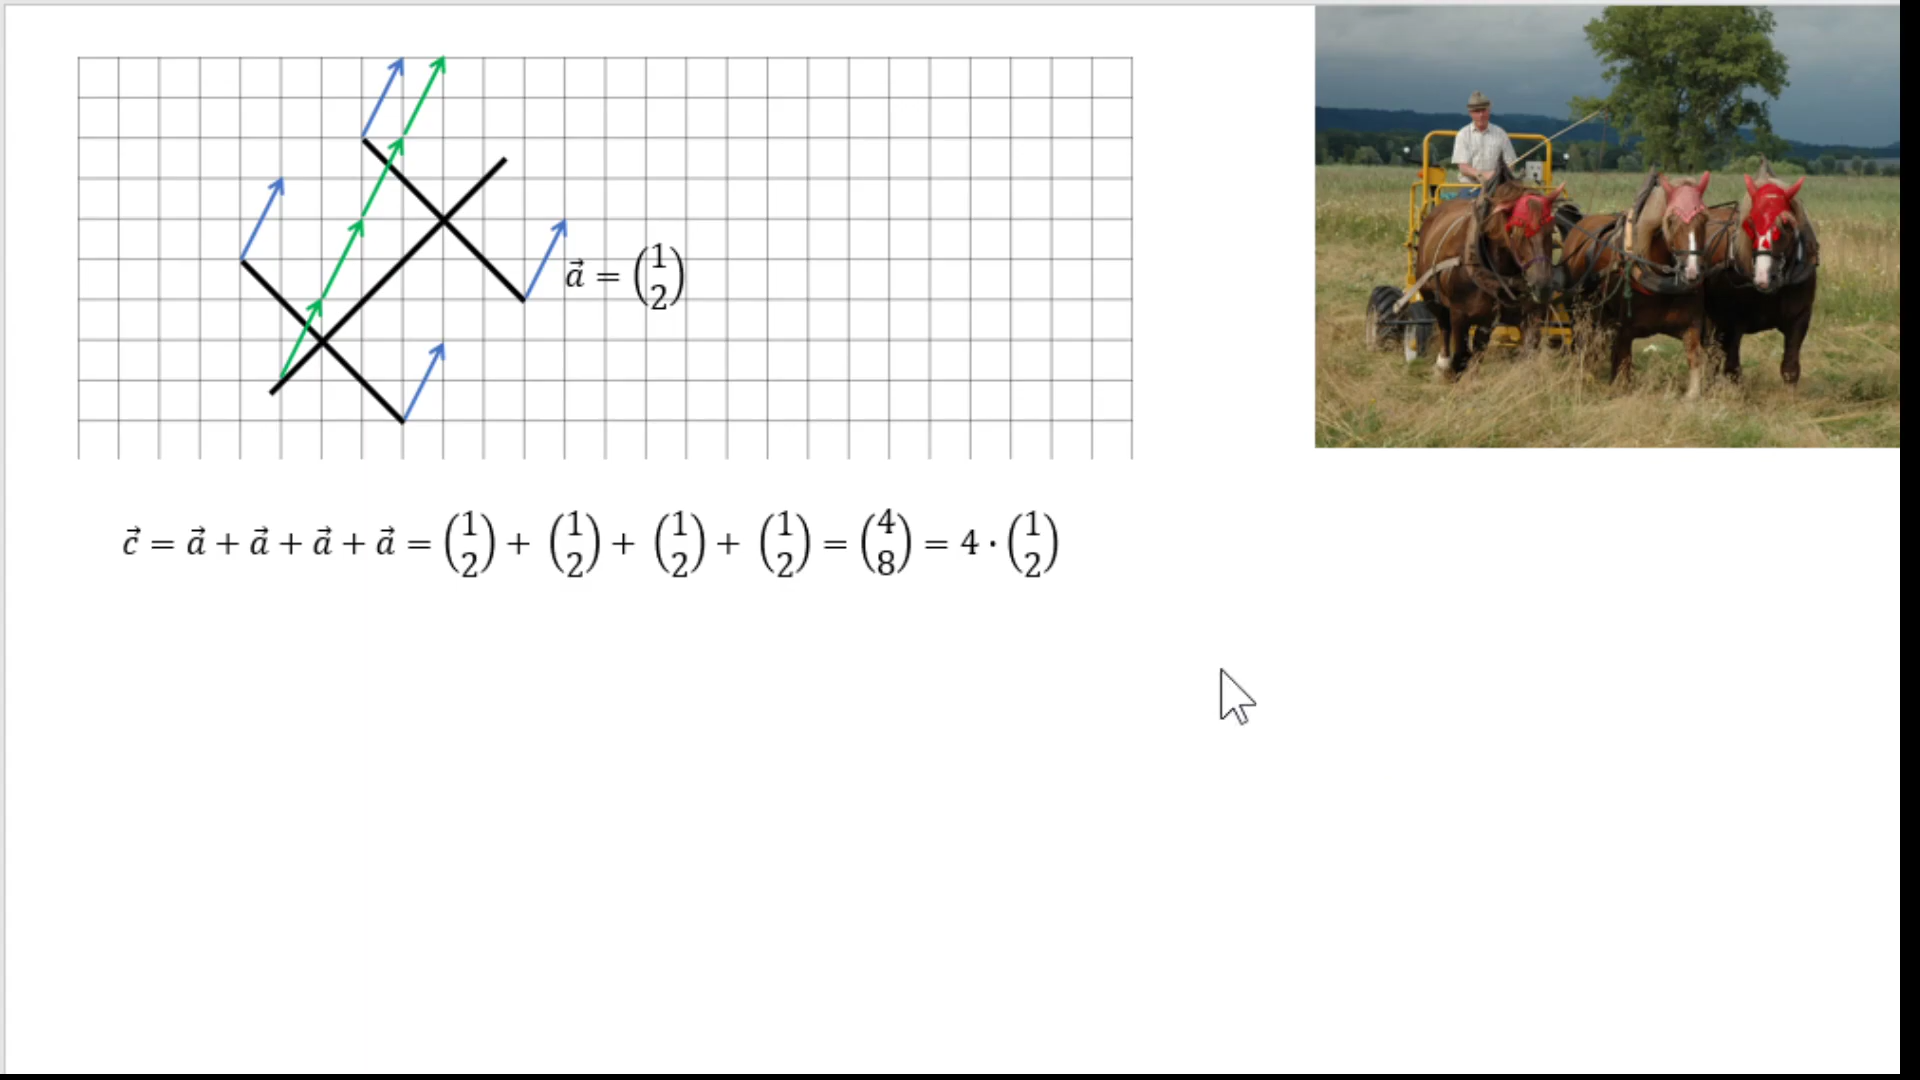 a⃗ = (1 2)
c⃗ = a⃗ + a⃗ + a⃗ + a⃗ = (1 2) + (1 2) + (1 2) + (1 2) = (4 8) = 4 · (1 2)